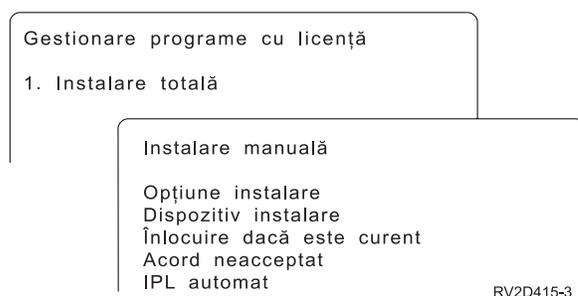 Gestionare programe cu licență
1. Instalare totală
Instalare manuală
Opțiune instalare
Dispozitiv instalare
Înlocuire dacă este curent
Acord neacceptat
IPL automat
RV2D415-3